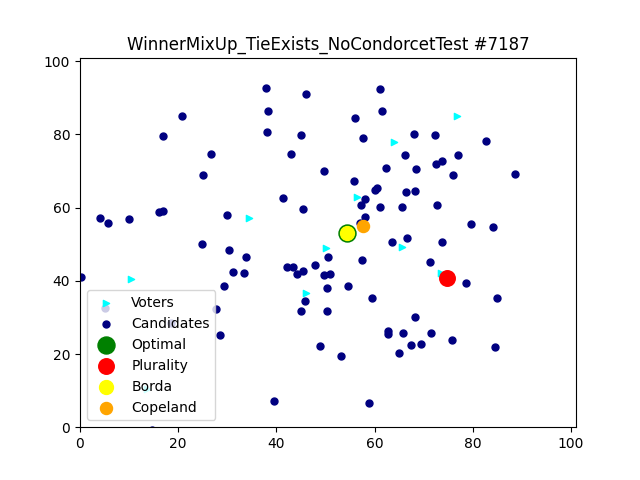 WinnerMixUp_TieExists_NoCondorcetTest #7187
100
80
60
40
20
0
0
20
40
60
80
100
Voters
Candidates
Optimal
Plurality
Borda
Copeland